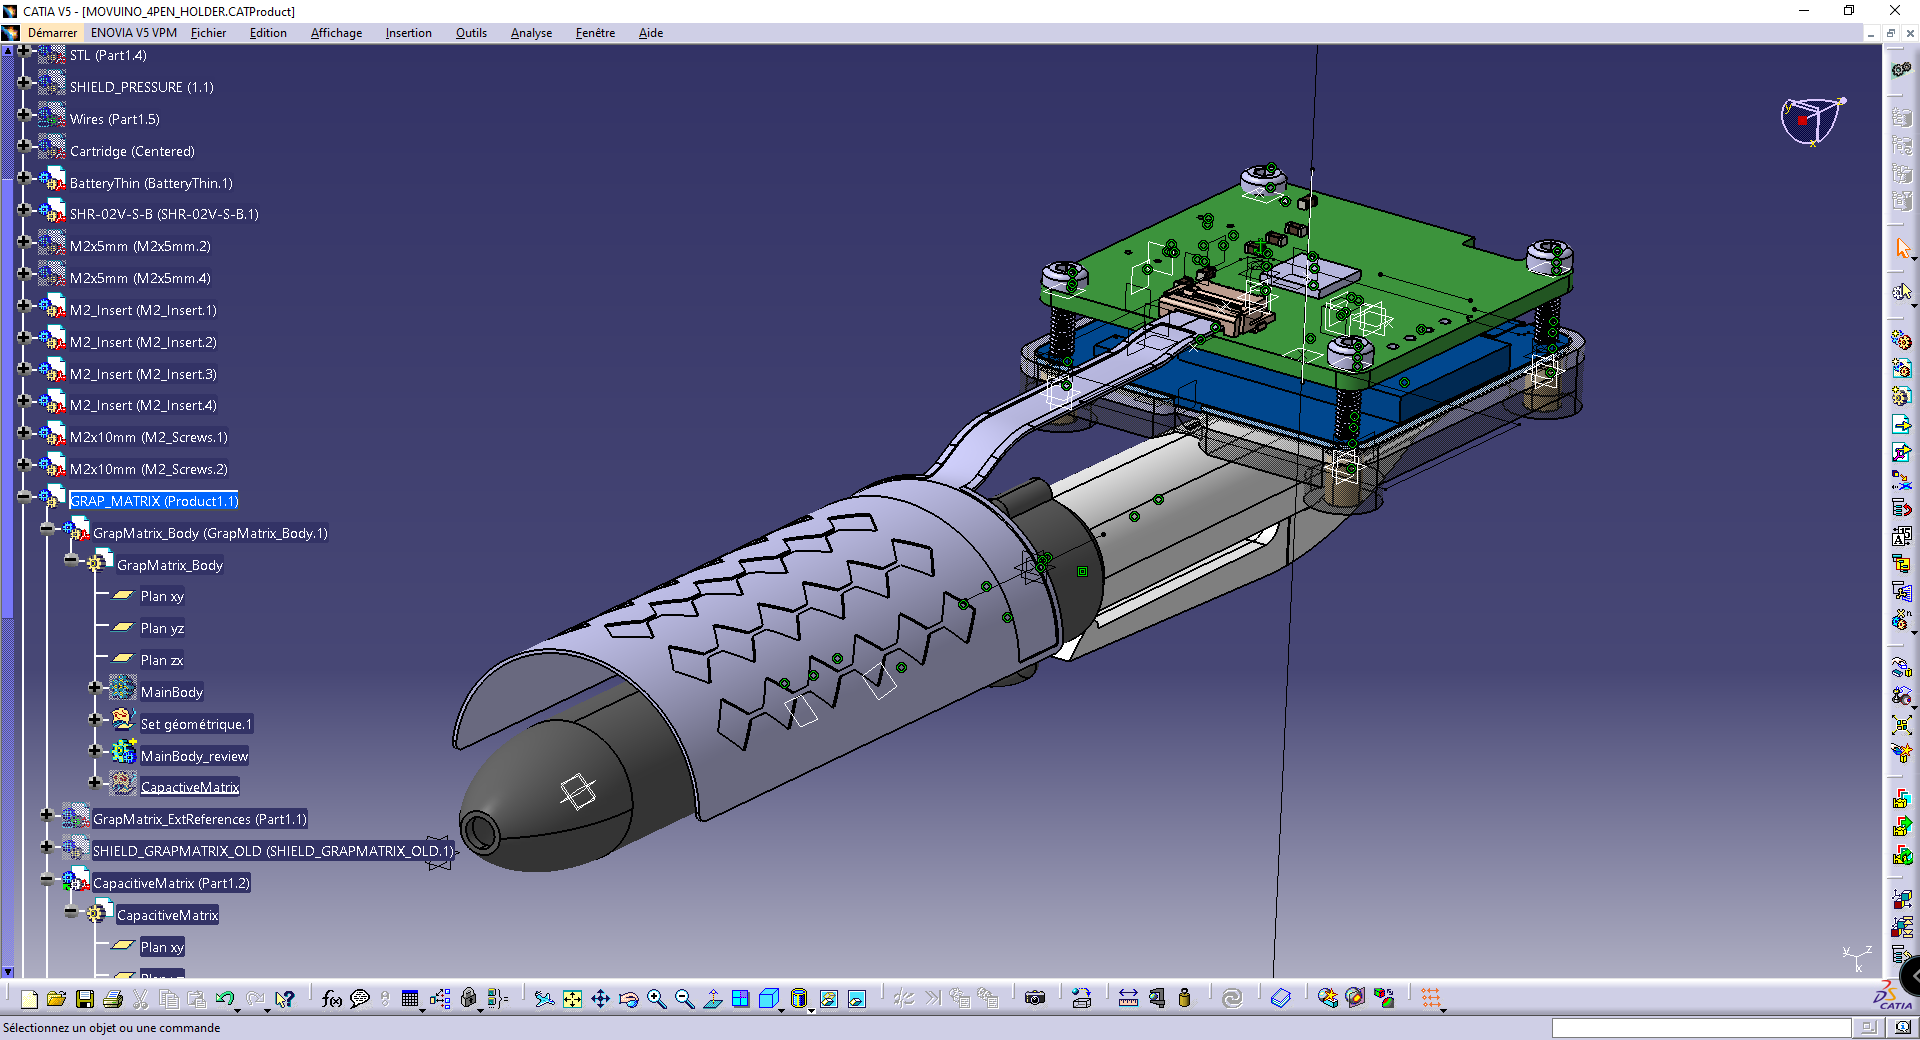 CATIA V5 - [MOVUINO_4PEN_HOLDER.CATProduct]
Démarrer ENOVIA V5 VPM Fichier Edition Affichage Insertion Outils Analyse Fenêtre Aide
STL (Part1.4)
SHIELD_PRESSURE (1.1)
Wires (Part1.5)
Cartridge (Centered)
BatteryThin (BatteryThin.1)
SHR-02V-S-B (SHR-02V-S-B.1)
M2x5mm (M2x5mm.2)
M2x5mm (M2x5mm.4)
M2_Insert (M2_Insert.1)
M2_Insert (M2_Insert.2)
M2_Insert (M2_Insert.3)
M2_Insert (M2_Insert.4)
M2x10mm (M2_Screws.1)
M2x10mm (M2_Screws.2)
GRAP_MATRIX (Product1.1)
GrapMatrix_Body (GrapMatrix_Body.1)
GrapMatrix_Body
Plan xy
Plan yz
Plan zx
MainBody
Set géométrique.1
MainBody_review
CapactiveMatrix
GrapMatrix_ExtReferences (Part1.1)
SHIELD_GRAPMATRIX_OLD (SHIELD_GRAPMATRIX_OLD.1)
CapacitiveMatrix (Part1.2)
CapacitiveMatrix
Plan xy
y z
x
y z
x
f(x)
CATIA
Sélectionnez un objet ou une commande